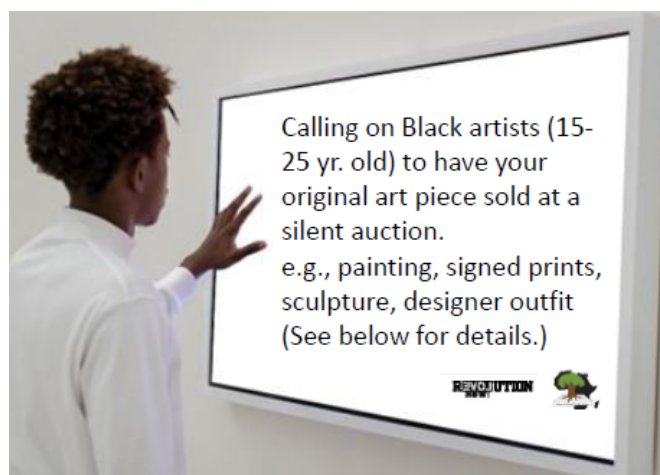 Calling on Black artists (15-
25 yr. old) to have your
original art piece sold at a
silent auction.
e.g., painting, signed prints,
sculpture, designer outfit
(See below for details.)
REVOLUTION
NOW!